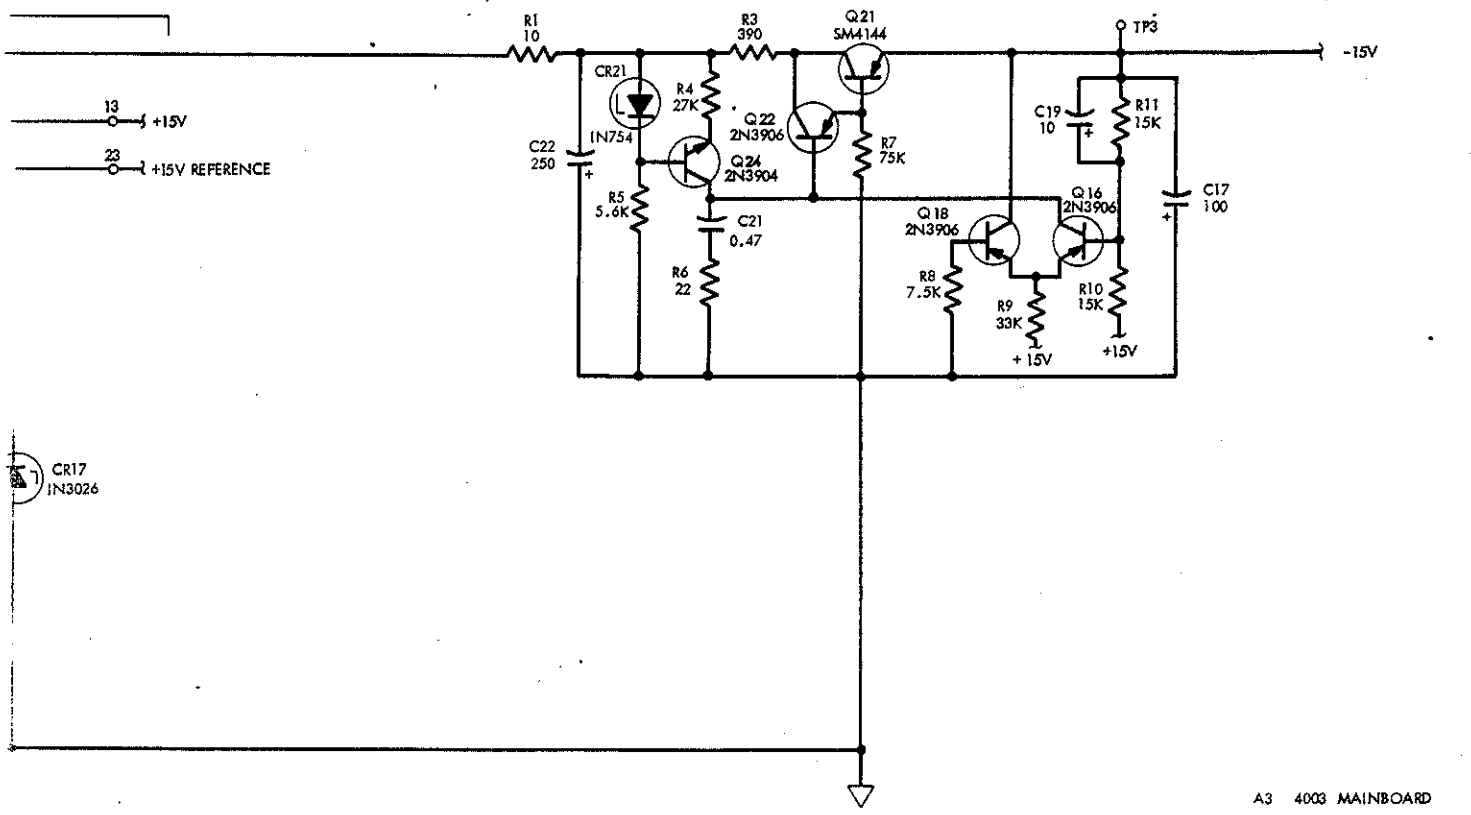 R1
10
R3
390
Q21
SM4144
TP3
-15V
CR21
1N754
R4
27K
Q22
2N3906
C19
10
+
R11
15K
13
+15V
C22
250
+
R7
75K
23
+15V REFERENCE
Q24
2N3904
R5
5.6K
Q16
2N3906
C17
100
+
C21
0.47
Q18
2N3906
R6
22
R8
7.5K
R9
33K
+15V
R10
15K
+15V
CR17
1N3026
A3 4003 MAINBOARD